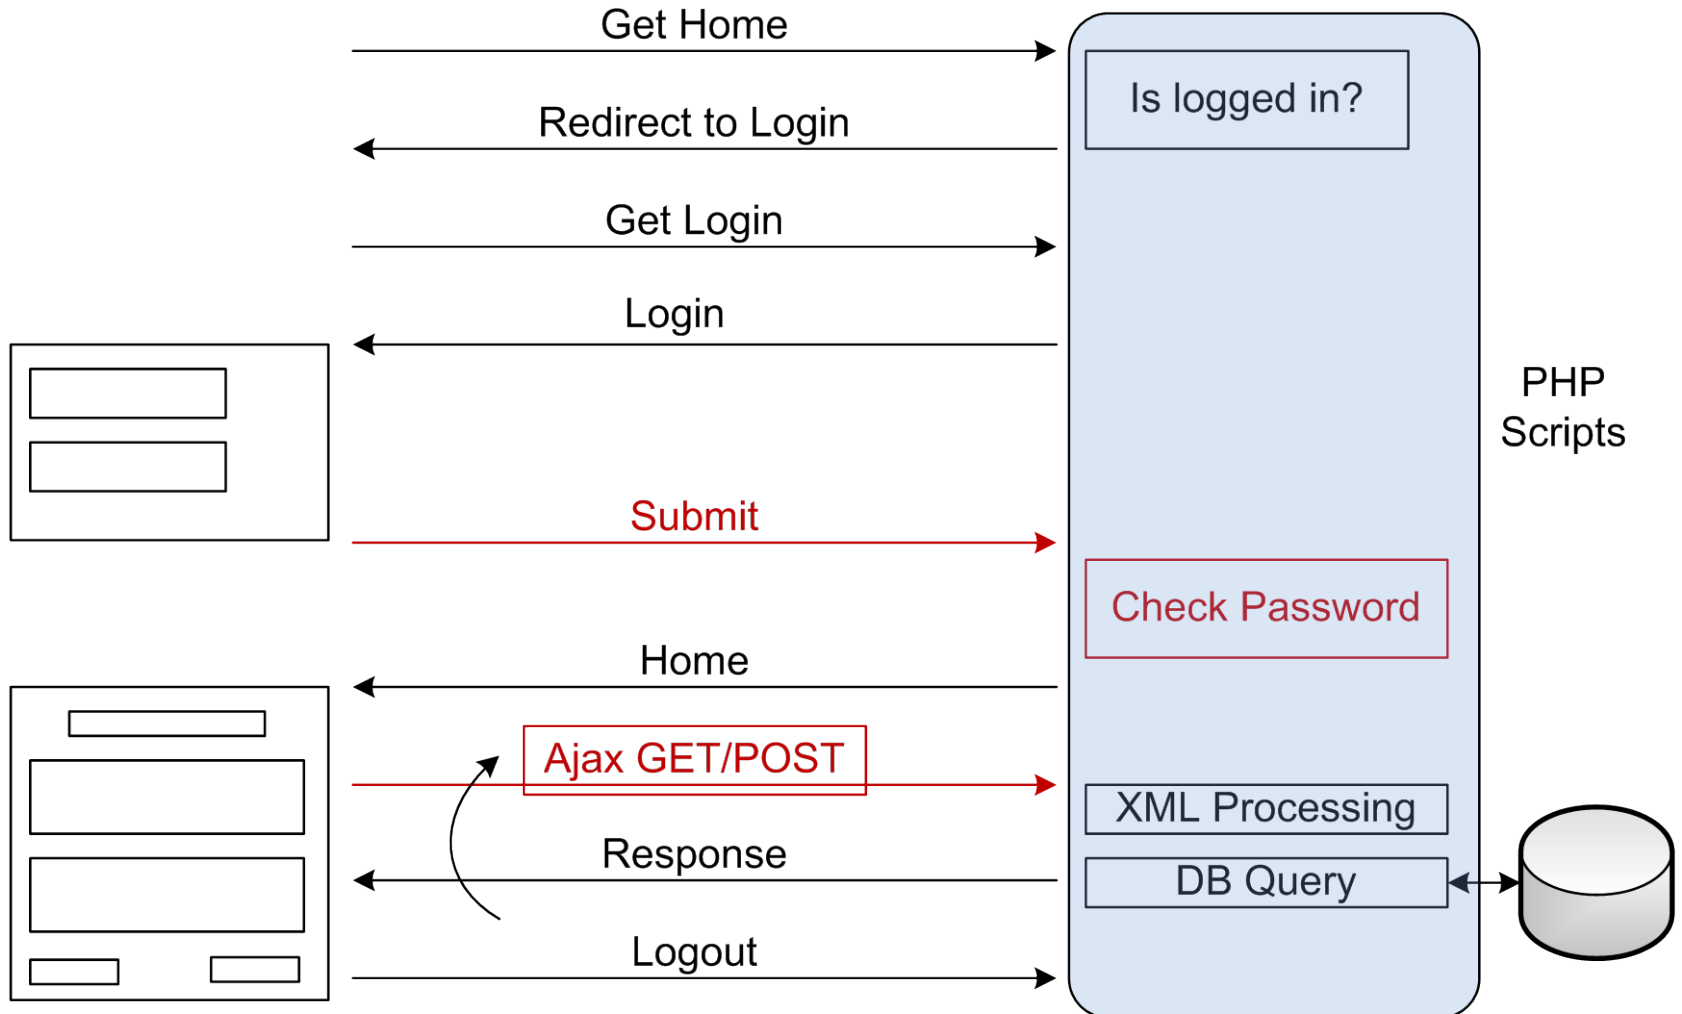 Get Home
Is logged in?
Redirect to Login
Get Login
Login
PHP
Scripts
Submit
Check Password
Home
Ajax GET/POST
XML Processing
Response
DB Query
Logout